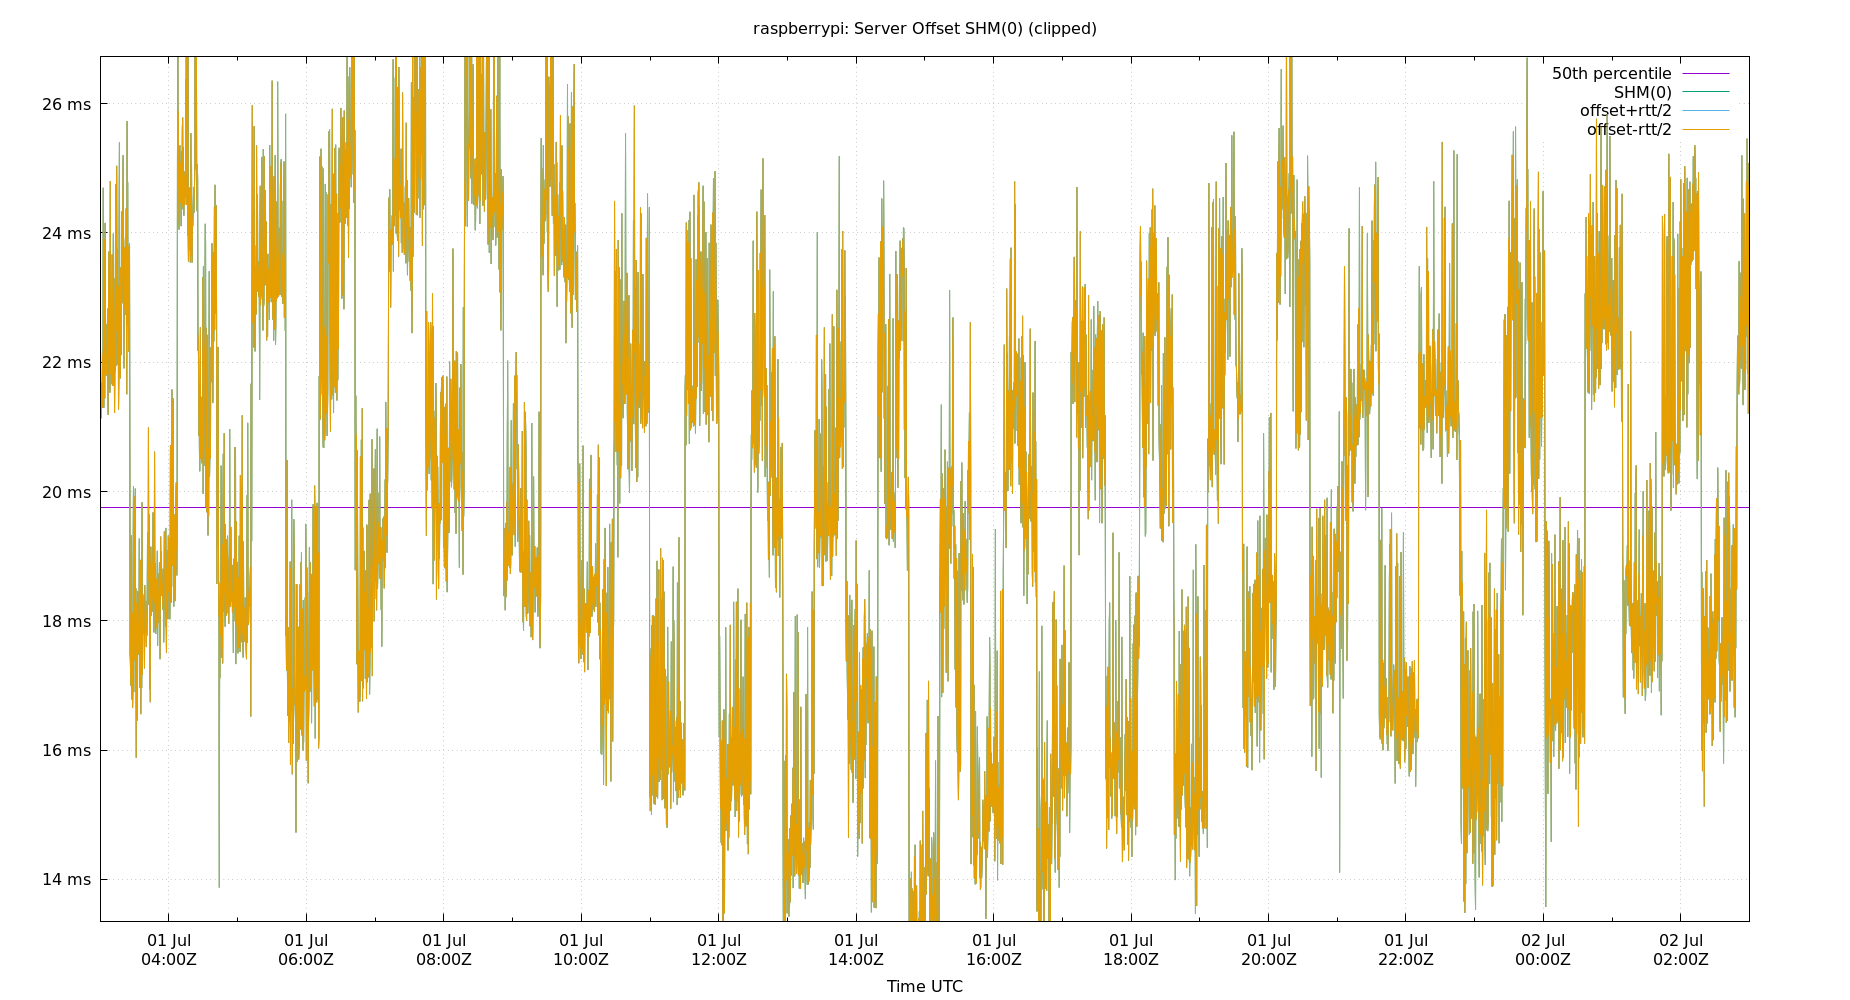 raspberrypi: Server Offset SHM(0) (clipped)
50th percentile
SHM(0)
offset+rtt/2
offset-rtt/2
26 ms
24 ms
22 ms
20 ms
18 ms
16 ms
14 ms
01 Jul 01 Jul 01 Jul 01 Jul 01 Jul 01 Jul 01 Jul 01 Jul 01 Jul 01 Jul 02 Jul 02 Jul
04:00Z 06:00Z 08:00Z 10:00Z 12:00Z 14:00Z 16:00Z 18:00Z 20:00Z 22:00Z 00:00Z 02:00Z
Time UTC